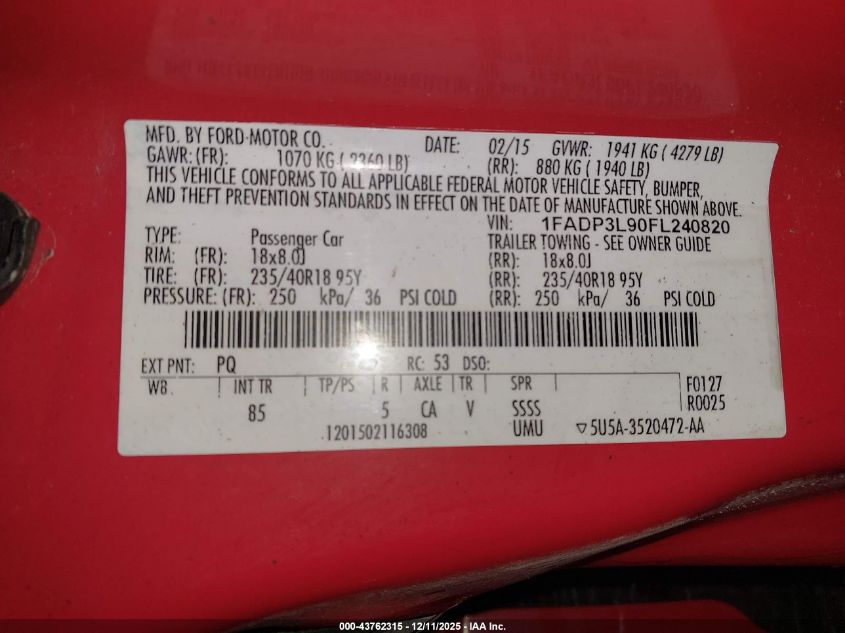 MFD. BY FORD MOTOR CO. DATE: 02/15 GVWR: 1941 KG ( 4279 LB)
GAWR:(FR): 1070 KG ( 2360 LB) (RR): 880 KG ( 1940 LB)
THIS VEHICLE CONFORMS TO ALL APPLICABLE FEDERAL MOTOR VEHICLE SAFETY, BUMPER,
AND THEFT PREVENTION STANDARDS IN EFFECT ON THE DATE OF MANUFACTURE SHOWN ABOVE.
VIN: 1FADP3L90FL240820
TYPE: Passenger Car TRAILER TOWING - SEE OWNER GUIDE
RIM: (FR): 18x8.0J (RR): 18x8.0J
TIRE: (FR): 235/40R18 95Y (RR): 235/40R18 95Y
PRESSURE: (FR): 250 kPa/ 36 PSI COLD (RR): 250 kPa/ 36 PSI COLD
EXT PNT: PQ RC: 53 DSO:
WB INT TR TP/PS R AXLE TR SPR F0127
85 5 CA V SSSS R0025
1201502116308 UMU ▽5U5A-3520472-AA
000-43762315 - 12/11/2025 - IAA Inc.